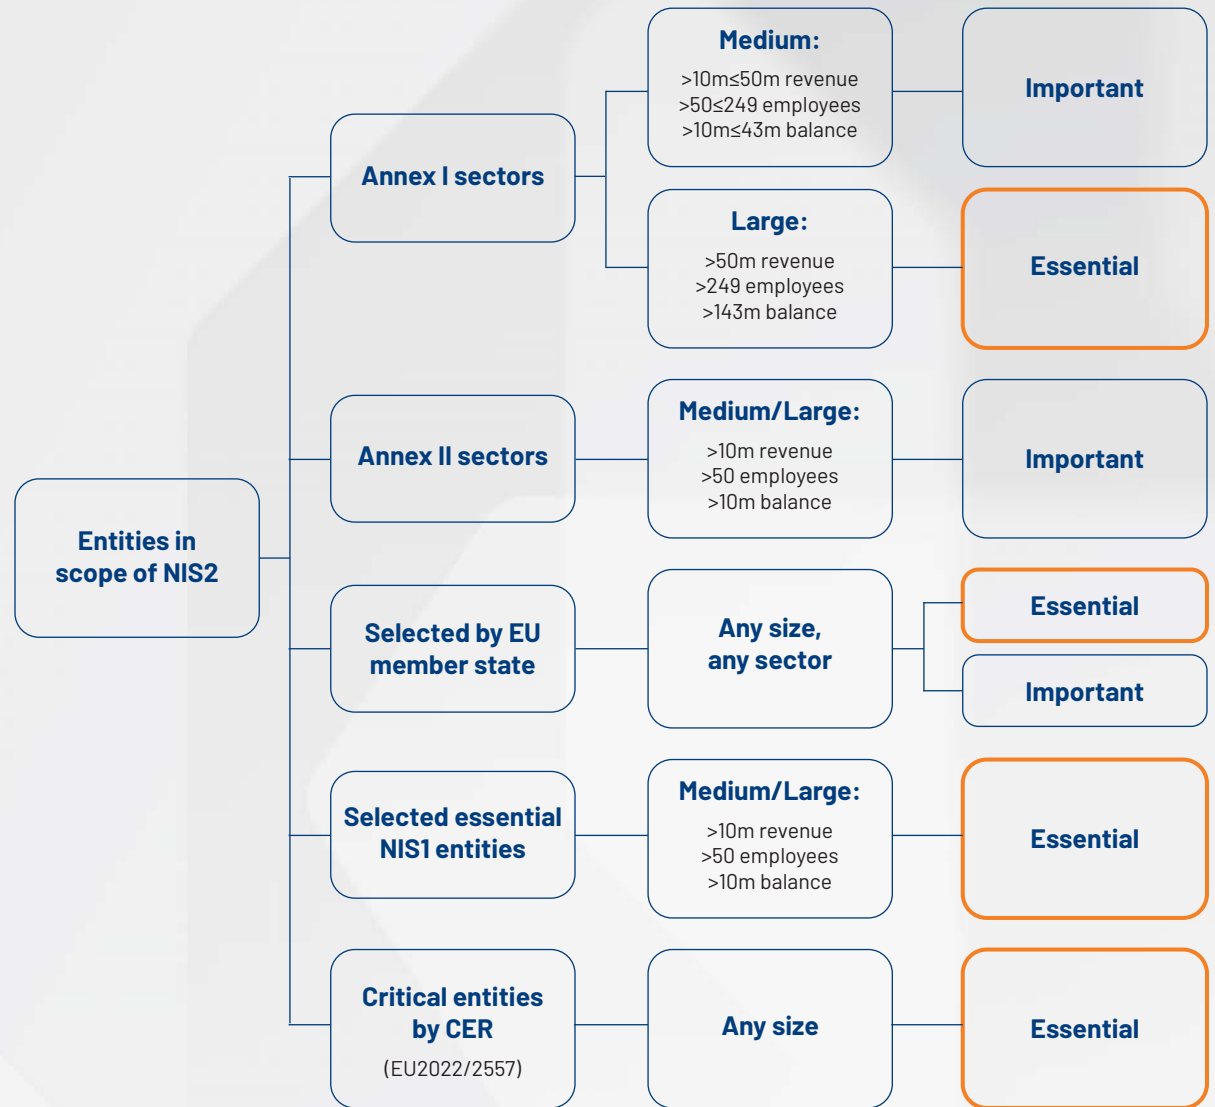 Entities in
scope of NIS2
Annex I sectors
Medium:
>10m≤50m revenue
>50≤249 employees
>10m≤43m balance
Important
Large:
>50m revenue
>249 employees
>143m balance
Essential
Annex II sectors
Medium/Large:
>10m revenue
>50 employees
>10m balance
Important
Selected by EU
member state
Any size,
any sector
Essential
Important
Selected essential
NIS1 entities
Medium/Large:
>10m revenue
>50 employees
>10m balance
Essential
Critical entities
by CER
(EU2022/2557)
Any size
Essential